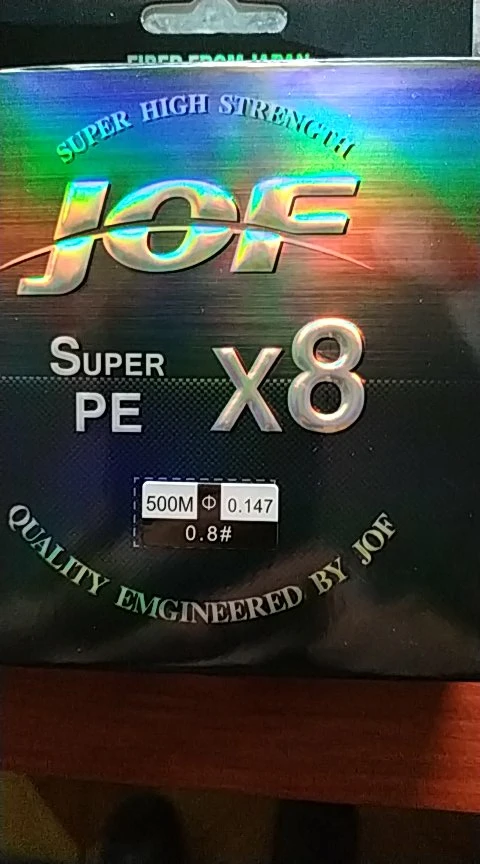 FIBER FROM JAPAN
SUPER HIGH STRENGTH
JOF
SUPER PE X8
500M Φ 0.147
0.8#
QUALITY EMGINEERED BY JOF